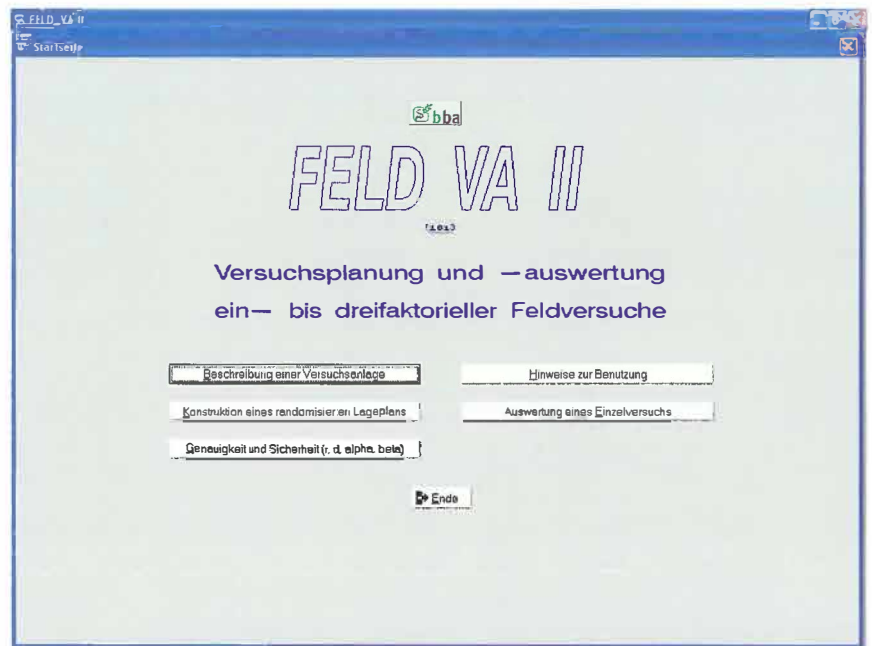 FELD_VA II
Startseite
bba
FELD VA II
Versuchsplanung und —auswertung
ein— bis dreifaktorieller Feldversuche
Beschreibung einer Versuchsanlage
Hinweise zur Benutzung
Konstruktion eines randomisierten Lageplans
Auswertung eines Einzelversuchs
Genauigkeit und Sicherheit (r, d, alpha, beta)
Ende